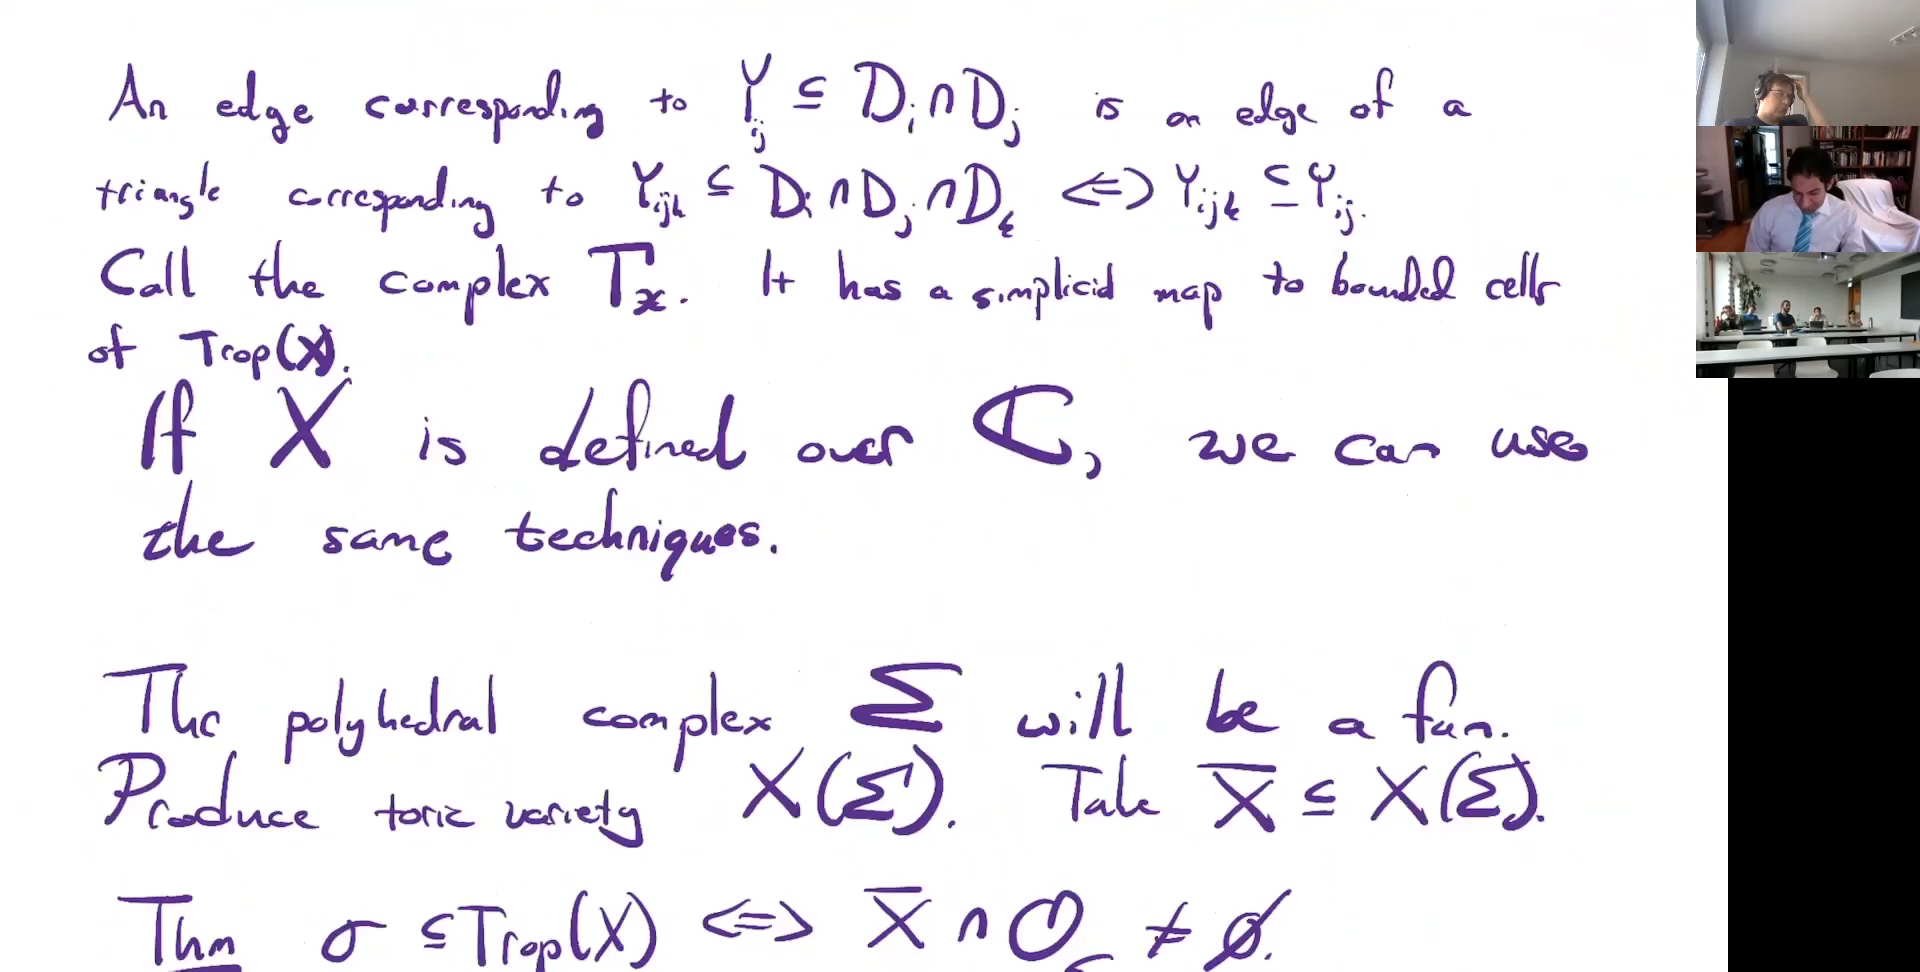 An edge corresponding to Y_ij ⊆ D_i ∩ D_j is an edge of a
triangle corresponding to Y_ijk ⊆ D_i ∩ D_j ∩ D_k ⟺ Y_ijk ⊆ Y_ij.
Call the complex T_X. It has a simplicial map to bounded cells
of Trop(X).
If X is defined over ℂ, we can use
the same techniques.
The polyhedral complex Σ will be a fan.
Produce toric variety X(Σ). Take X̄ ⊆ X(Σ).
Thm σ ⊆ Trop(X) ⟺ X̄ ∩ O_σ ≠ ∅.